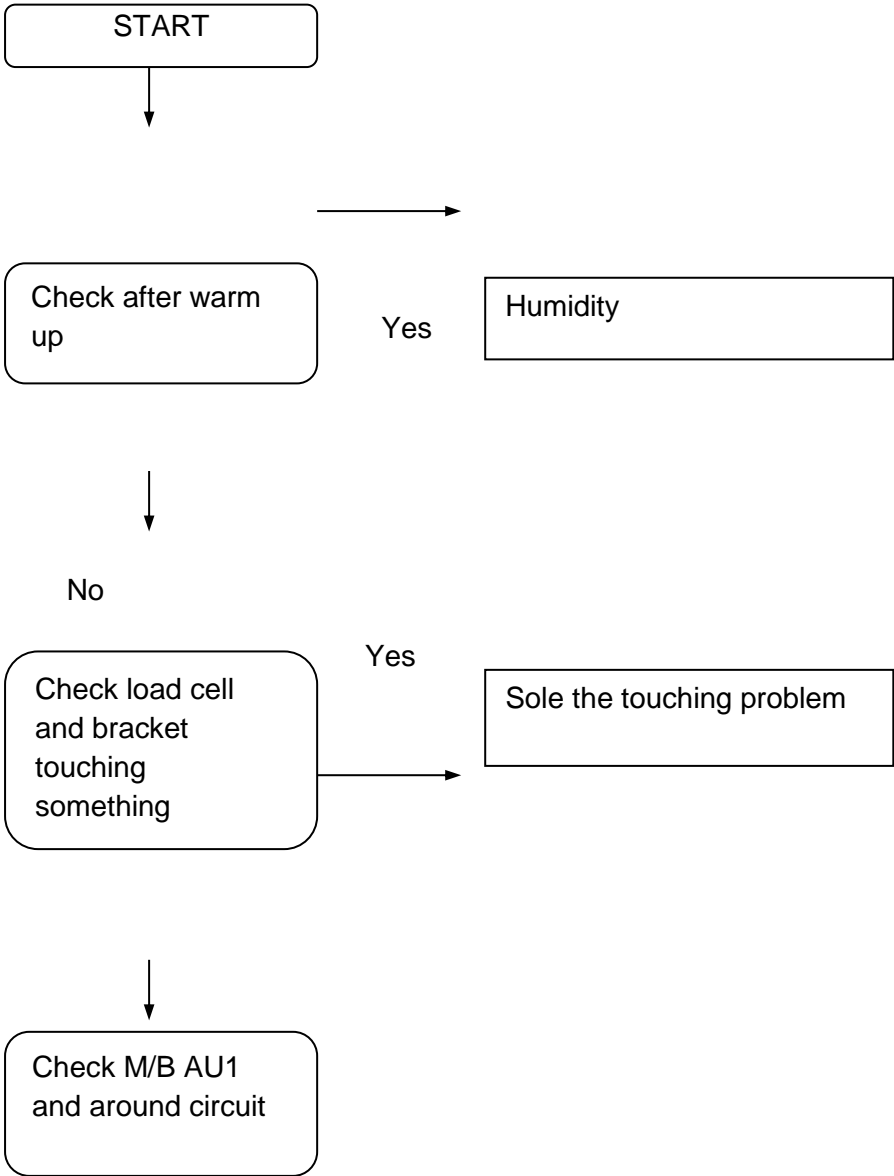 START
Check after warm
up
Yes
Humidity
No
Yes
Check load cell
and bracket
touching
something
Sole the touching problem
Check M/B AU1
and around circuit